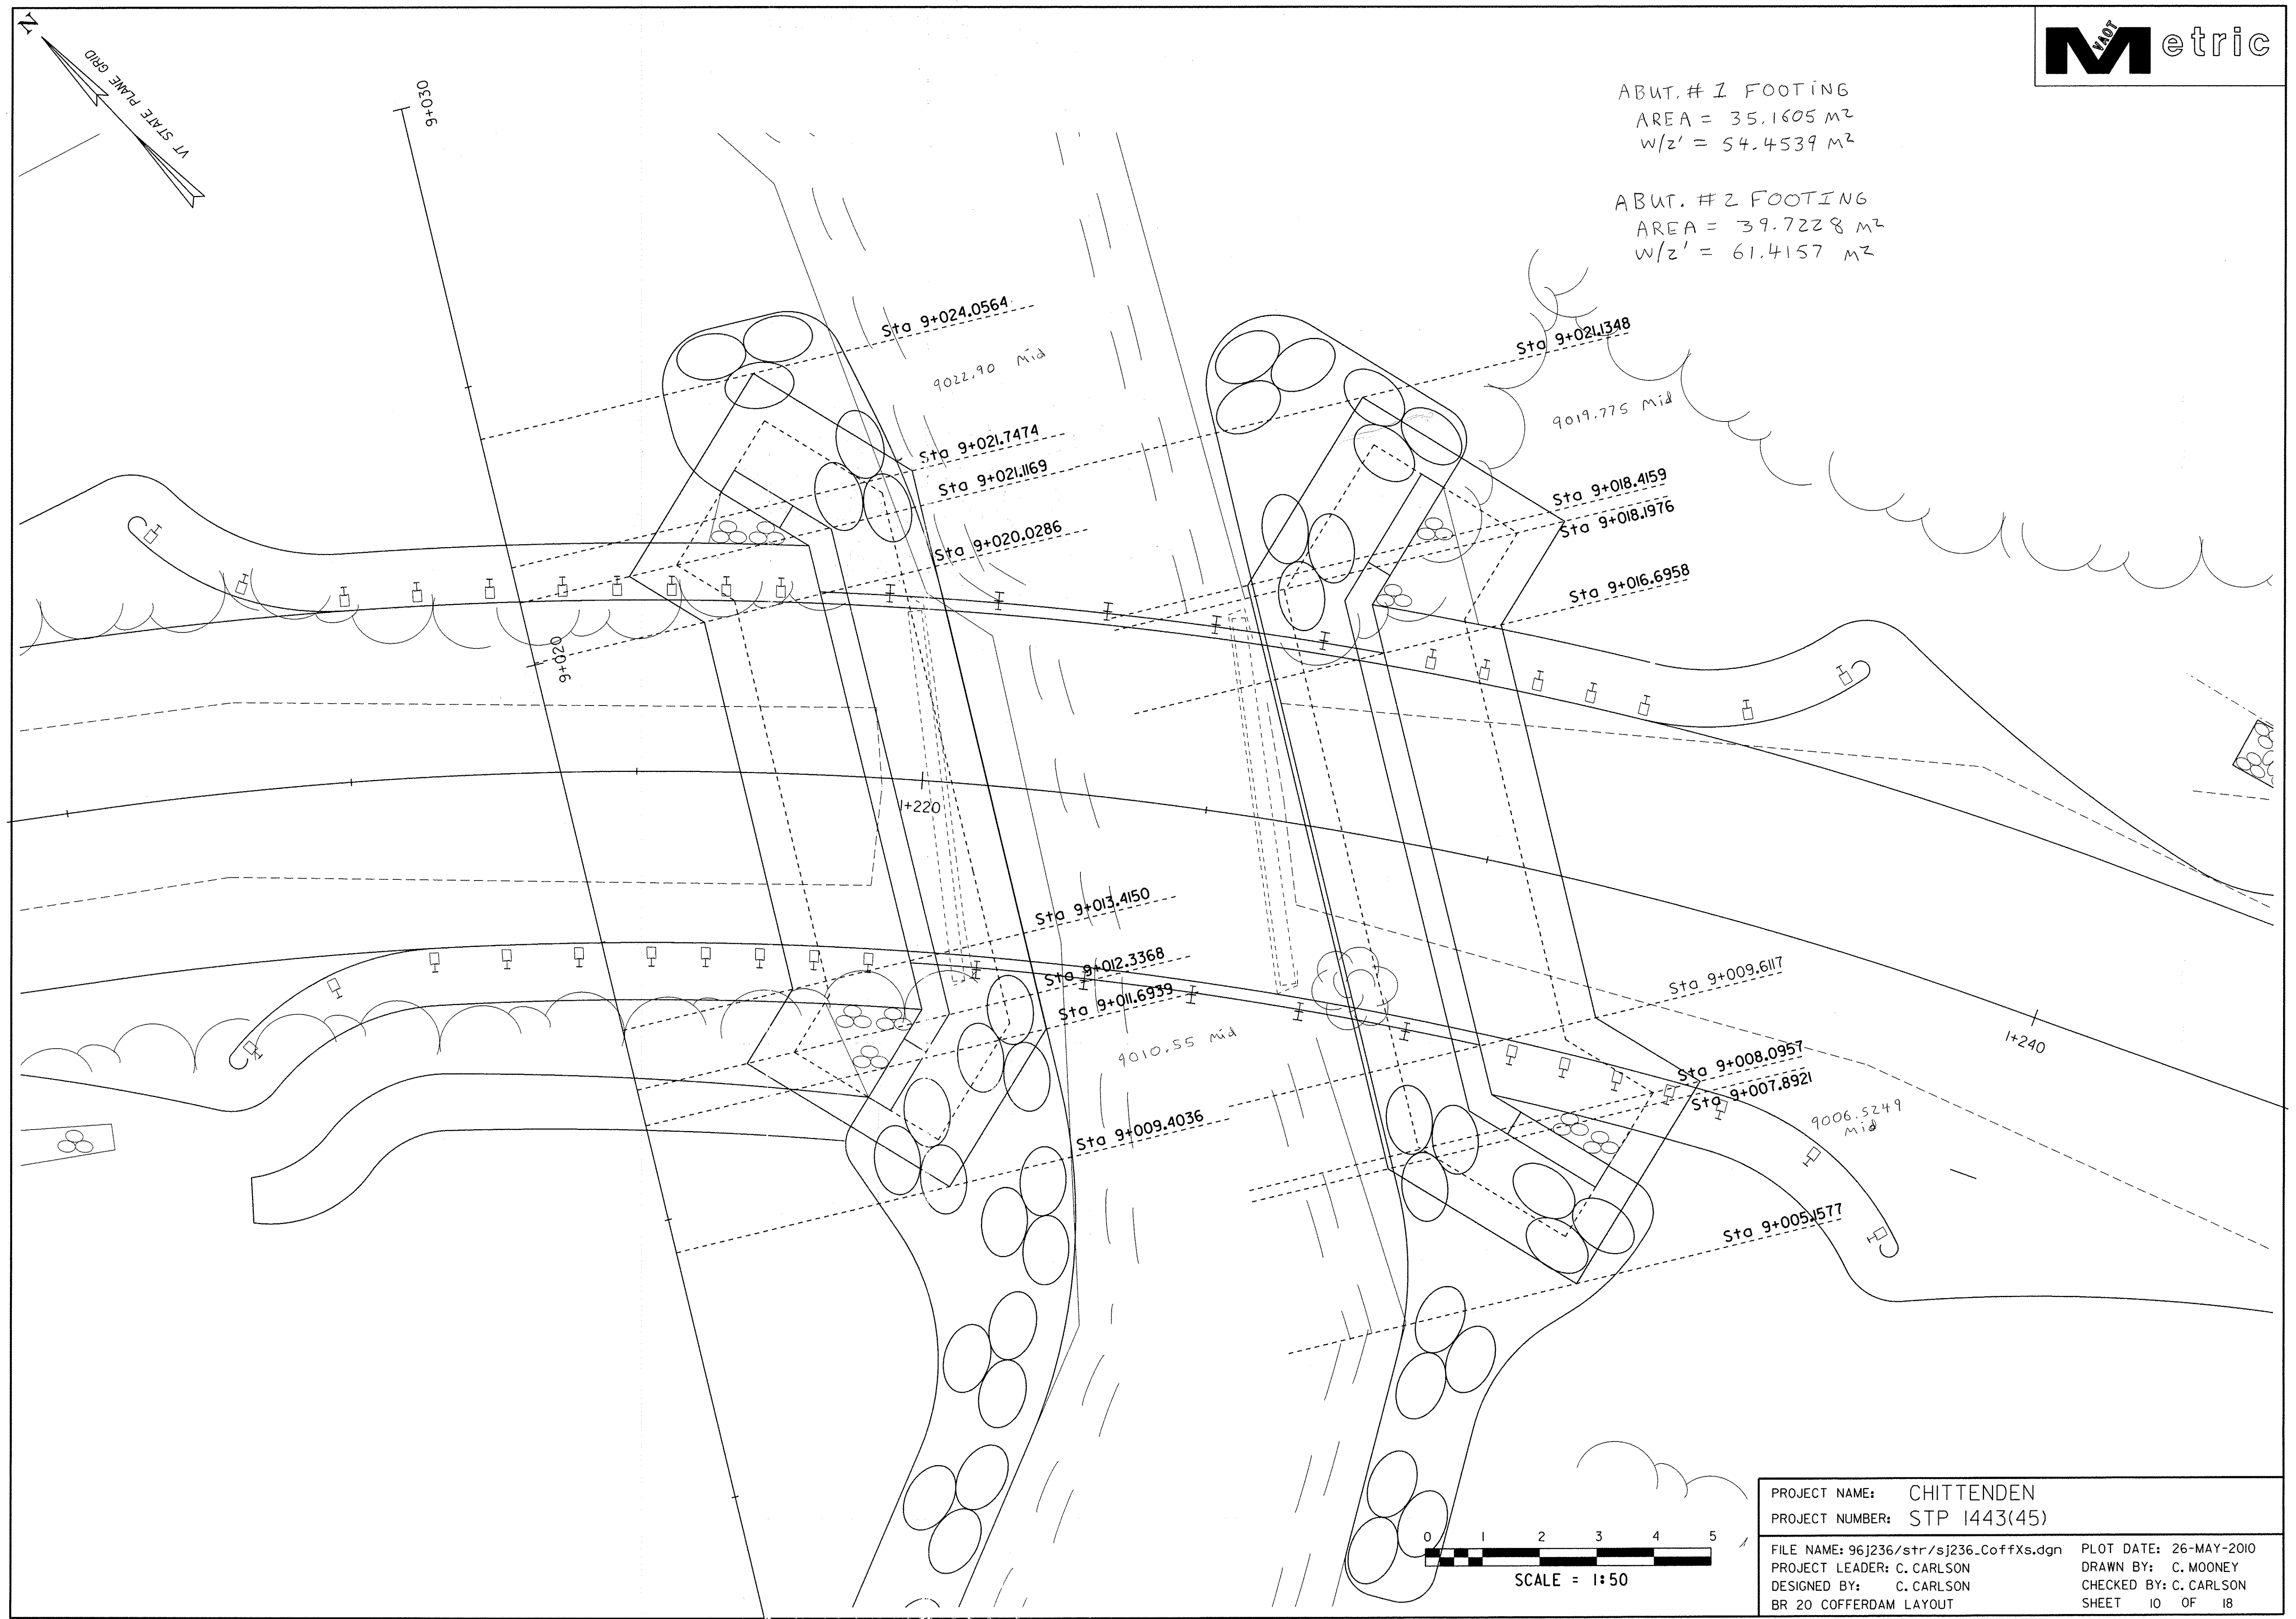 N
VT STATE PLANE GRID
9+030
VAOT
Metric
ABUT. # 1 FOOTING
AREA = 35.1605 M²
W/2' = 54.4539 M²
ABUT. #2 FOOTING
AREA = 39.7228 M²
W/2' = 61.4157 M²
Sta 9+024.0564
9022.90 Mid
Sta 9+021.7474
Sta 9+021.1169
Sta 9+020.0286
Sta 9+021.1348
9019.775 Mid
Sta 9+018.4159
Sta 9+018.1976
Sta 9+016.6958
9+020
1+220
Sta 9+013.4150
Sta 9+012.3368
Sta 9+011.6939
9010.55 Mid
Sta 9+009.4036
Sta 9+009.6117
1+240
Sta 9+008.0957
Sta 9+007.8921
9006.5249
Mid
Sta 9+005.1577
0 1 2 3 4 5
SCALE = 1:50
PROJECT NAME: CHITTENDEN
PROJECT NUMBER: STP 1443(45)
FILE NAME: 96j236/str/sj236_CoffXs.dgn PLOT DATE: 26-MAY-2010
PROJECT LEADER: C. CARLSON DRAWN BY: C. MOONEY
DESIGNED BY: C. CARLSON CHECKED BY: C. CARLSON
BR 20 COFFERDAM LAYOUT SHEET 10 OF 18